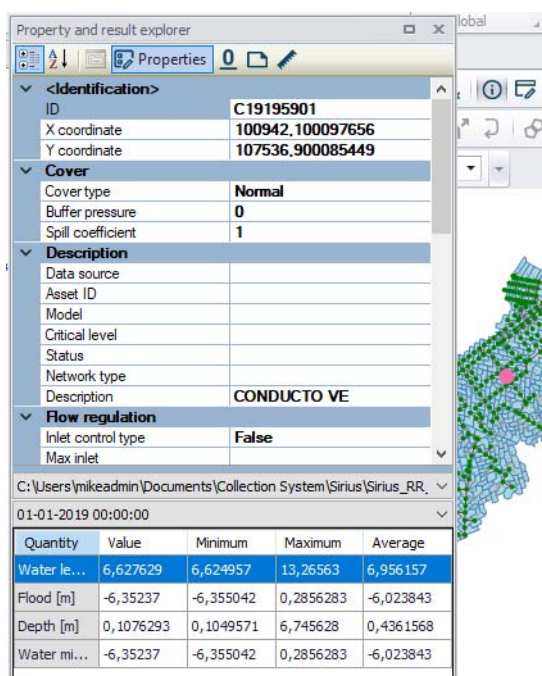 Property and result explorer
lobal
Properties
<Identification>
ID C19195901
X coordinate 100942,100097656
Y coordinate 107536,900085449
Cover
Cover type Normal
Buffer pressure 0
Spill coefficient 1
Description
Data source
Asset ID
Model
Critical level
Status
Network type
Description CONDUCTO VE
Flow regulation
Inlet control type False
Max inlet
C:\Users\mikeadmin\Documents\Collection System\Sirius\Sirius_RR_
01-01-2019 00:00:00
Quantity Value Minimum Maximum Average
Water le... 6,627629 6,624957 13,26563 6,956157
Flood [m] -6,35237 -6,355042 0,2856283 -6,023843
Depth [m] 0,1076293 0,1049571 6,745628 0,4361568
Water mi... -6,35237 -6,355042 0,2856283 -6,023843